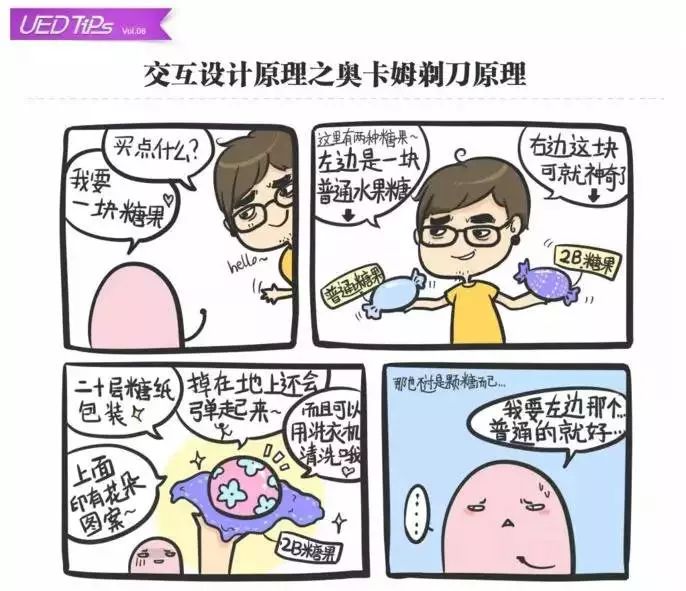 UED TiPs Vol.08
交互设计原理之奥卡姆剃刀原理
买点什么?
我要
一块糖果♡
hello~
这里有两种糖果~
左边是一块
普通水果糖
右边这块
可就神奇了
普通糖果
2B糖果
二十层糖纸
包装
掉在地上还会
弹走起来~
而且可以
用洗衣机
清洗哦
上面
印有花朵
图案~
2B糖果
那也不过是颗糖而已...
我要左边那个
普通的就好...
......